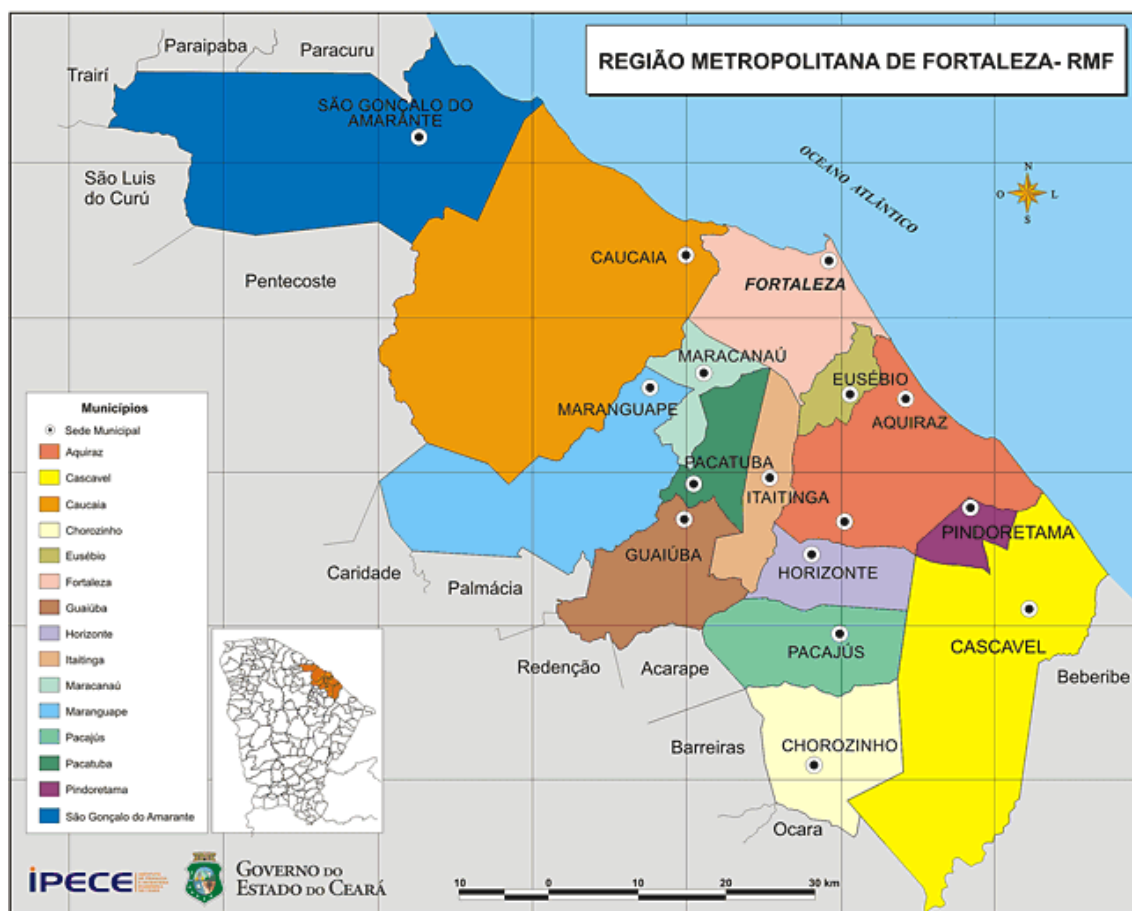 REGIÃO METROPOLITANA DE FORTALEZA- RMF
Paraipaba
Paracuru
Trairí
SÃO GONÇALO DO
AMARANTE
São Luis
do Curú
Pentecoste
OCEANO ATLÂNTICO
N
O
L
S
CAUCAIA
FORTALEZA
MARACANAÚ
EUSÉBIO
MARANGUAPE
AQUIRAZ
PACATUBA
ITAITINGA
PINDORETAMA
GUAIÚBA
HORIZONTE
Caridade
Palmácia
PACAJÚS
CASCAVEL
Redenção
Acarape
Beberibe
Barreiras
CHOROZINHO
Ocara
Municípios
Sede Municipal
Aquiraz
Cascavel
Caucaia
Chorozinho
Eusébio
Fortaleza
Guaiúba
Horizonte
Itaitinga
Maracanaú
Maranguape
Pacajús
Pacatuba
Pindoretama
São Gonçalo do Amarante
IPECE
GOVERNO DO
ESTADO DO CEARÁ
10 0 10 20 30 km